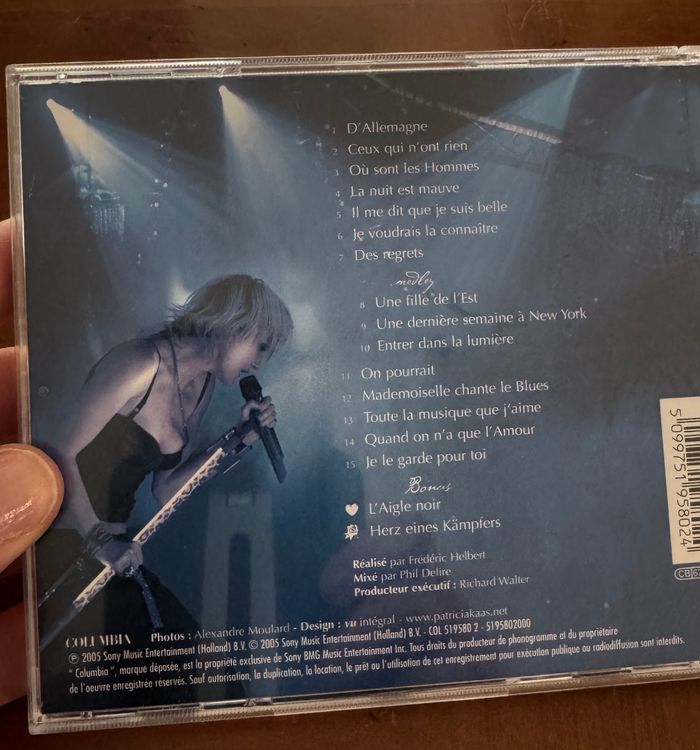 1 D'Allemagne
2 Ceux qui n'ont rien
3 Où sont les Hommes
4 La nuit est mauve
5 Il me dit que je suis belle
6 Je voudrais la connaître
7 Des regrets
medley
8 Une fille de l'Est
9 Une dernière semaine à New York
10 Entrer dans la lumière
11 On pourrait
12 Mademoiselle chante le Blues
13 Toute la musique que j'aime
14 Quand on n'a que l'Amour
15 Je le garde pour toi
Bonus
L'Aigle noir
Herz eines Kämpfers
Réalisé par Frédéric Helbert
Mixé par Phil Delire
Producteur exécutif : Richard Walter
COLUMBIA Photos : Alexandre Moulard - Design : vu intégral - www.patriciakaas.net
℗ 2005 Sony Music Entertainment (Holland) B.V. © 2005 Sony Music Entertainment (Holland) B.V. - COL 519580 2 - 5195802000
" Columbia ", marque déposée, est la propriété exclusive de Sony BMG Music Entertainment Inc. Tous droits du producteur de phonogramme et du propriétaire
de l'oeuvre enregistrée réservés. Sauf autorisation, la duplication, la location, le prêt ou l'utilisation de cet enregistrement pour exécution publique ou radiodiffusion sont interdits.
5 099751 958024
CB